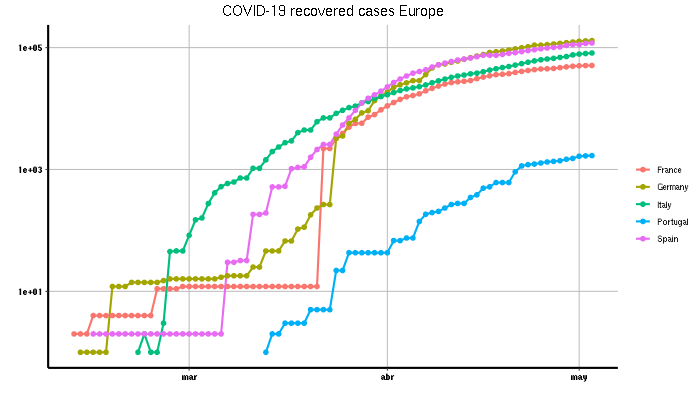 COVID-19 recovered cases Europe
1e+05
1e+03
1e+01
mar
abr
may
France
Germany
Italy
Portugal
Spain